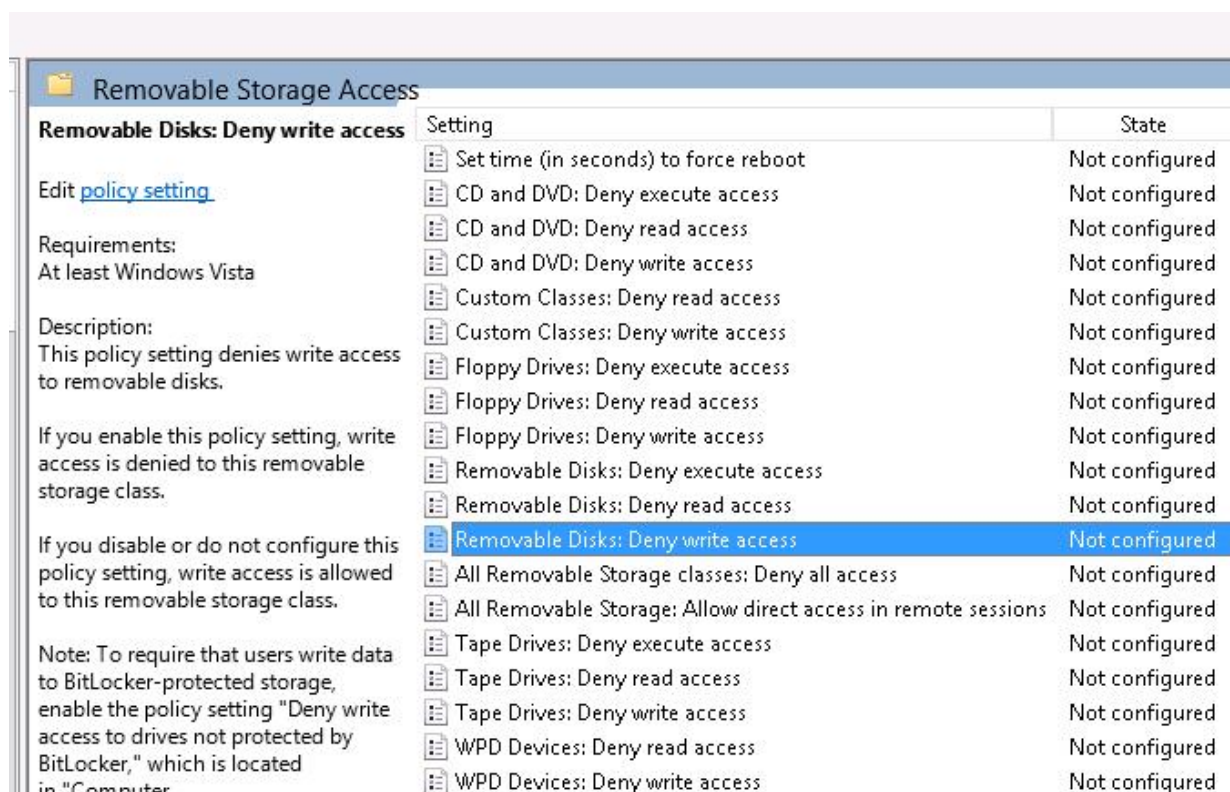 Removable Storage Access
Removable Disks: Deny write access
Edit policy setting
Requirements:
At least Windows Vista
Description:
This policy setting denies write access
to removable disks.
If you enable this policy setting, write
access is denied to this removable
storage class.
If you disable or do not configure this
policy setting, write access is allowed
to this removable storage class.
Note: To require that users write data
to BitLocker-protected storage,
enable the policy setting "Deny write
access to drives not protected by
BitLocker," which is located
in "Computer
Setting State
Set time (in seconds) to force reboot Not configured
CD and DVD: Deny execute access Not configured
CD and DVD: Deny read access Not configured
CD and DVD: Deny write access Not configured
Custom Classes: Deny read access Not configured
Custom Classes: Deny write access Not configured
Floppy Drives: Deny execute access Not configured
Floppy Drives: Deny read access Not configured
Floppy Drives: Deny write access Not configured
Removable Disks: Deny execute access Not configured
Removable Disks: Deny read access Not configured
Removable Disks: Deny write access Not configured
All Removable Storage classes: Deny all access Not configured
All Removable Storage: Allow direct access in remote sessions Not configured
Tape Drives: Deny execute access Not configured
Tape Drives: Deny read access Not configured
Tape Drives: Deny write access Not configured
WPD Devices: Deny read access Not configured
WPD Devices: Deny write access Not configured